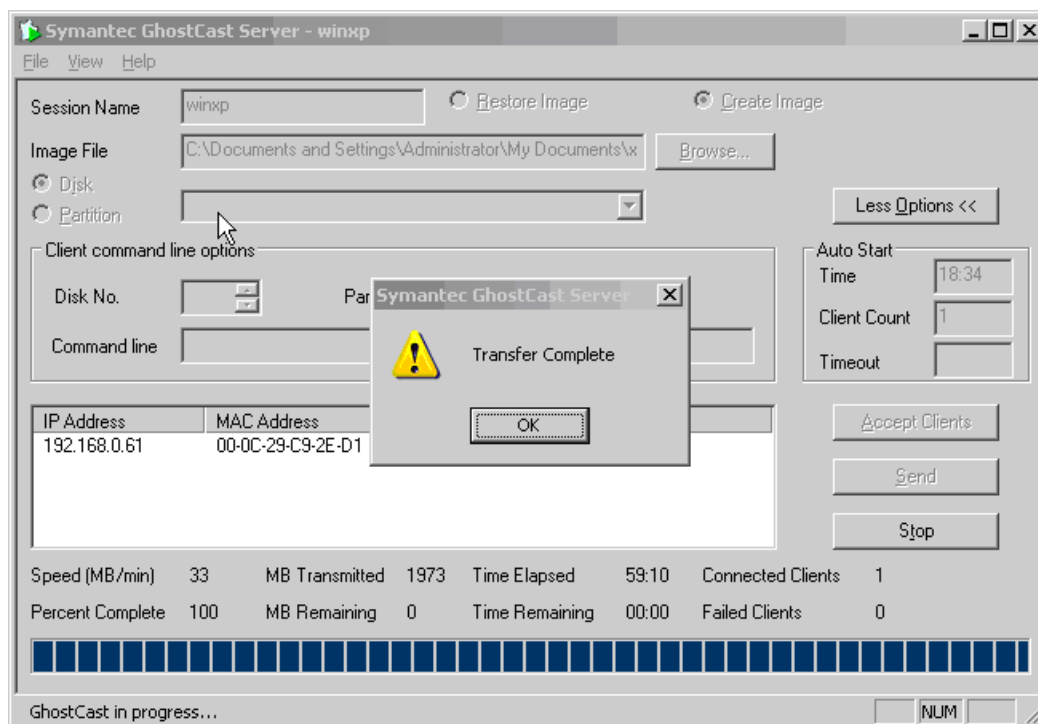 Symantec GhostCast Server - winxp
File View Help
Session Name winxp Restore Image Create Image
Image File C:\Documents and Settings\Administrator\My Documents\x Browse...
Disk
Partition Less Options <<
Client command line options Auto Start
Time 18:34
Disk No. Par
Client Count 1
Command line
Timeout
Symantec GhostCast Server
Transfer Complete
OK
IP Address MAC Address
192.168.0.61 00-0C-29-C9-2E-D1
Accept Clients
Send
Stop
Speed (MB/min) 33 MB Transmitted 1973 Time Elapsed 59:10 Connected Clients 1
Percent Complete 100 MB Remaining 0 Time Remaining 00:00 Failed Clients 0
GhostCast in progress... NUM